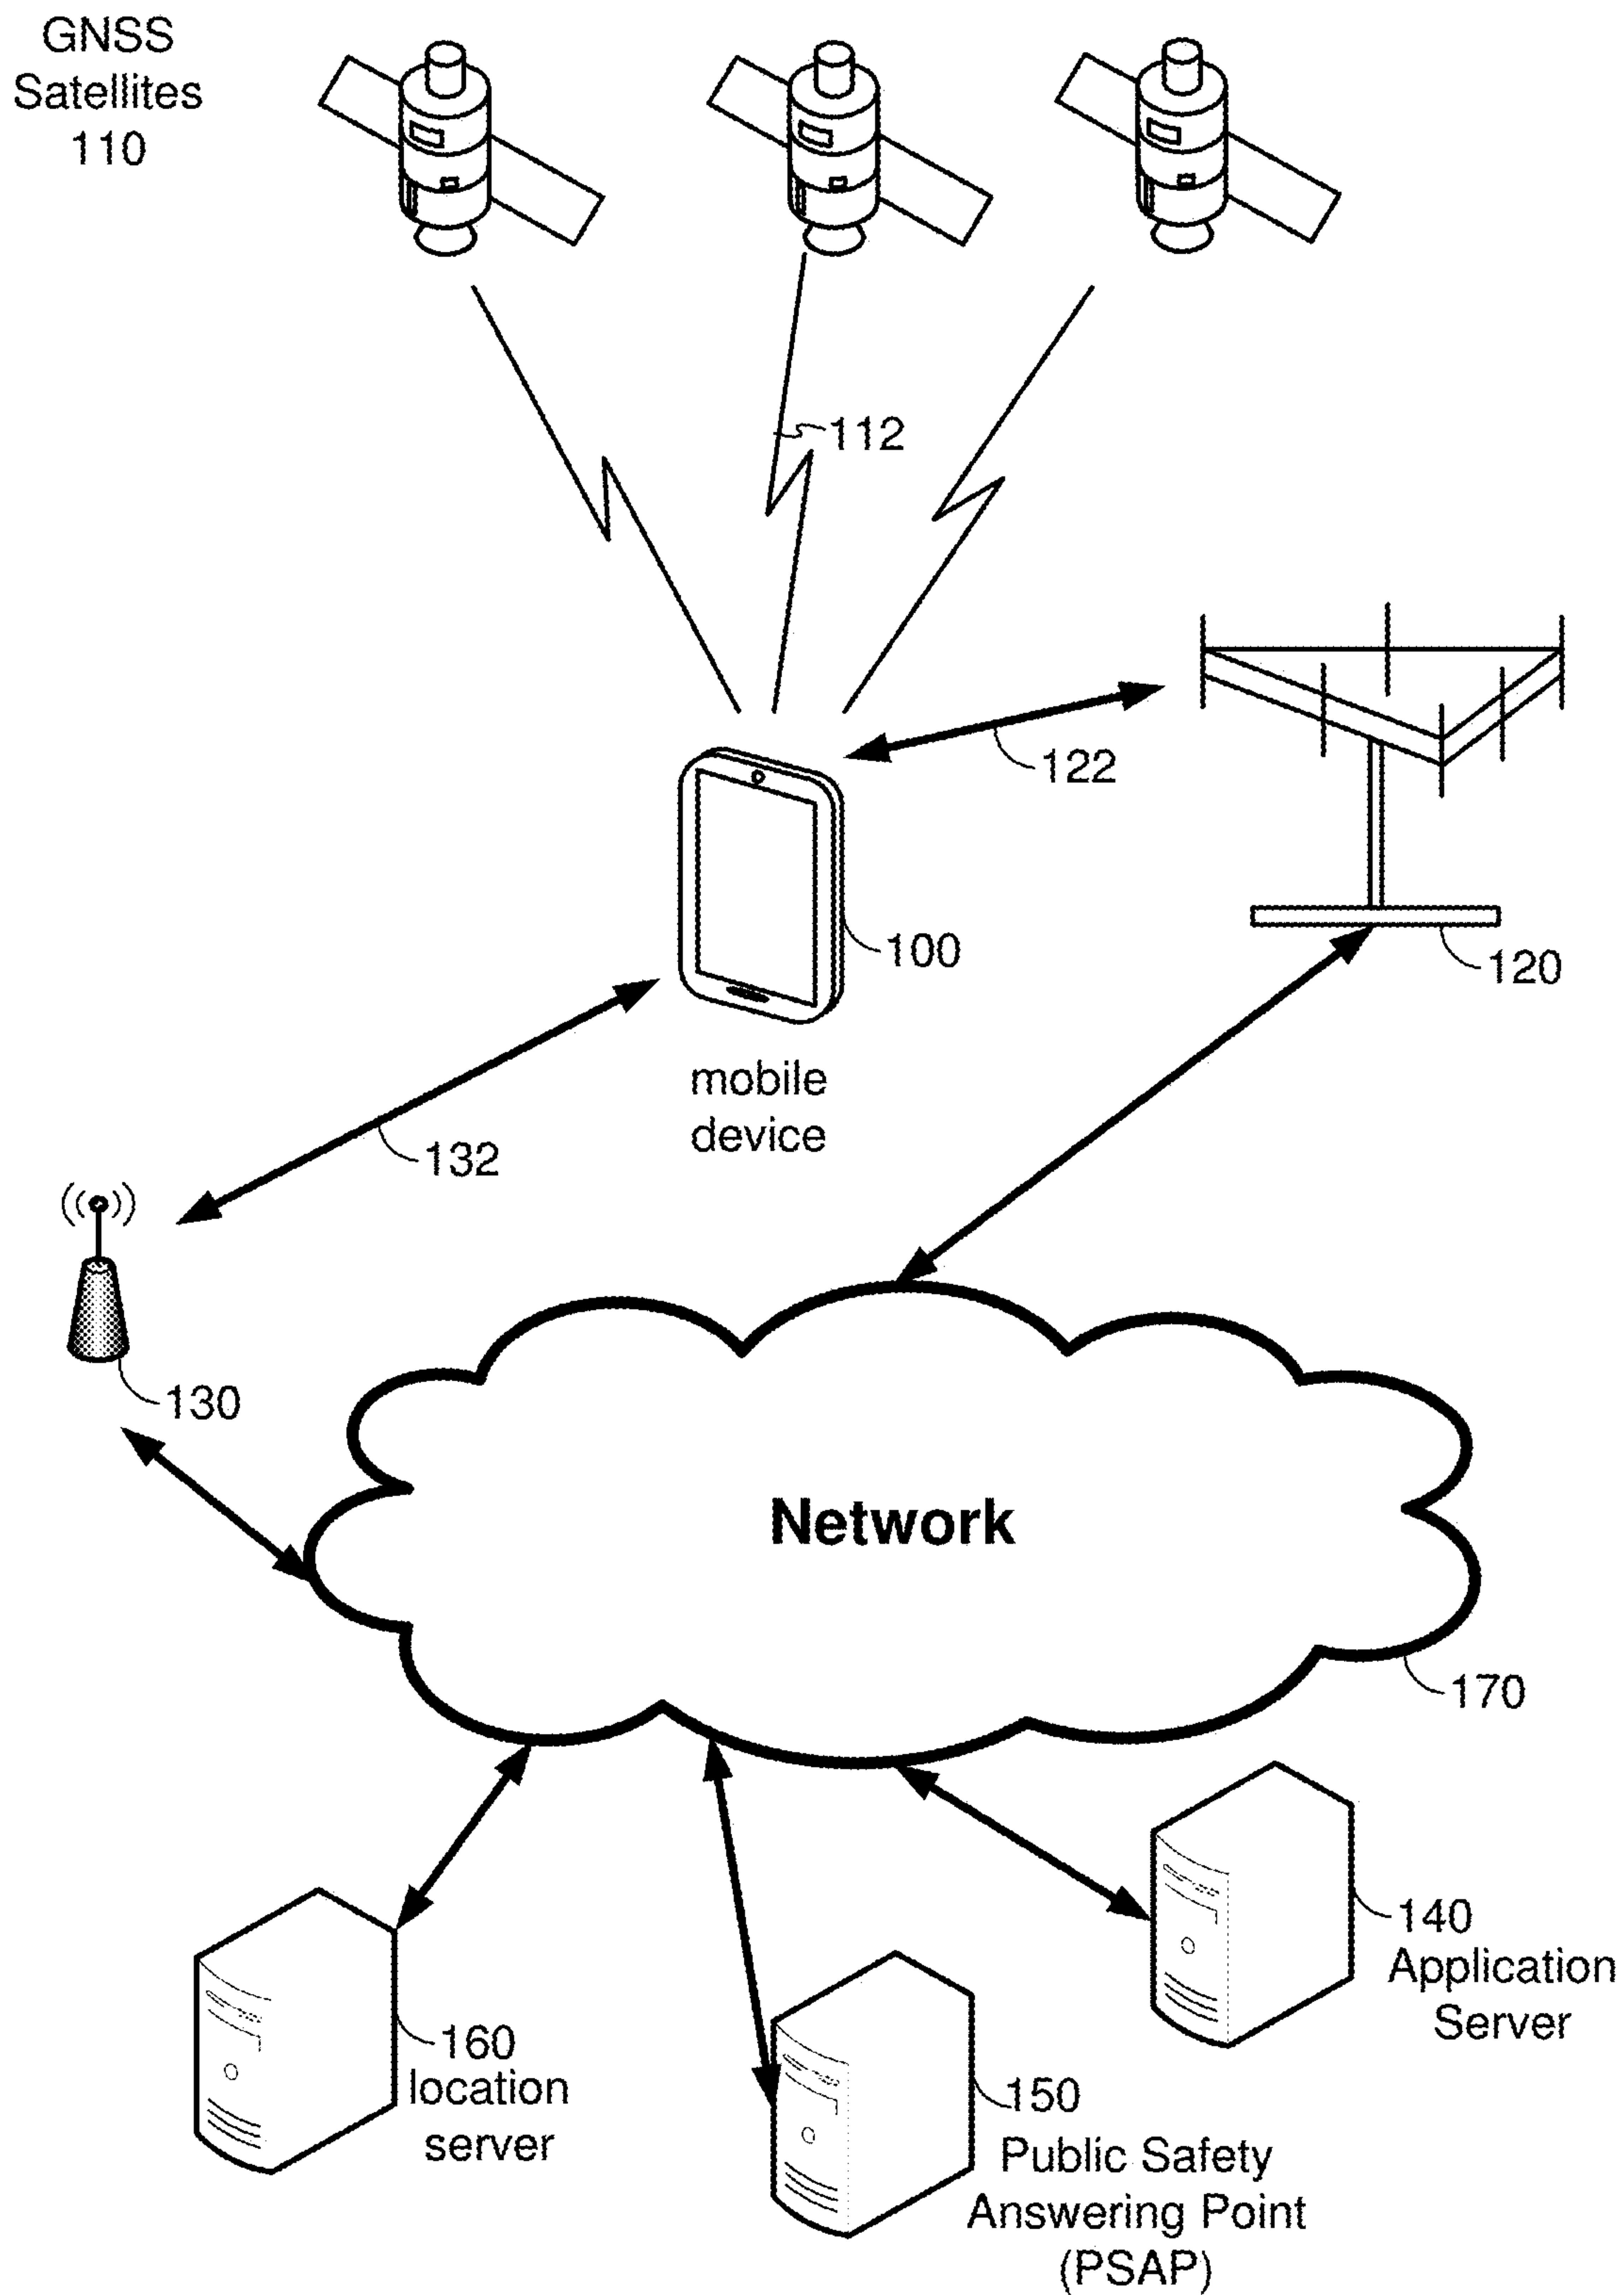 GNSS
Satellites
110
112
122
100
120
mobile
device
132
130
Network
170
140
Application
Server
160
location
server
150
Public Safety
Answering Point
(PSAP)